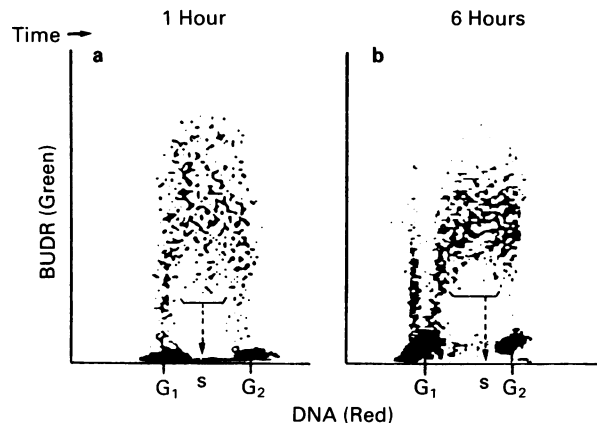 1 Hour
6 Hours
Time →
a
b
BUDR (Green)
G₁
S
G₂
G₁
S
G₂
DNA (Red)